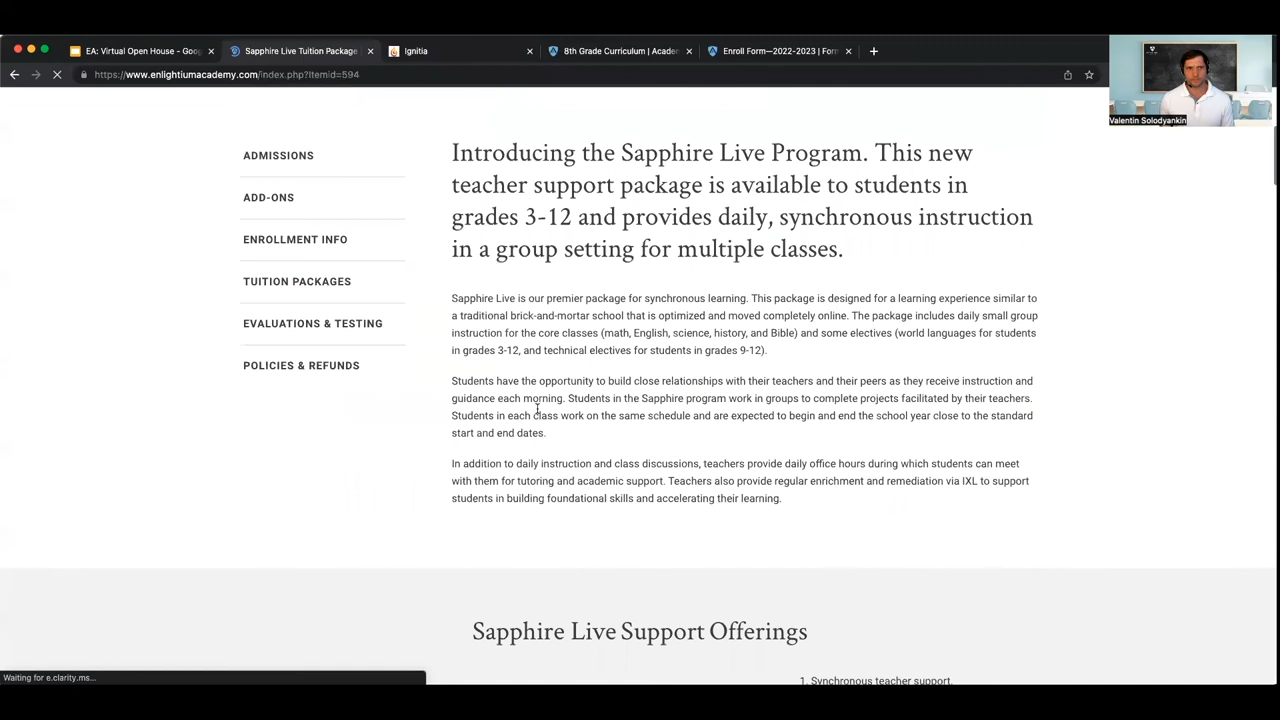 EA: Virtual Open House - Goog
Sapphire Live Tuition Package
Ignitia
8th Grade Curriculum | Academ
Enroll Form—2022-2023 | Form
https://www.enlightiumacademy.com/index.php?Itemid=594
Valentin Solodyankin
ADMISSIONS
ADD-ONS
ENROLLMENT INFO
TUITION PACKAGES
EVALUATIONS & TESTING
POLICIES & REFUNDS
Introducing the Sapphire Live Program. This new
teacher support package is available to students in
grades 3-12 and provides daily, synchronous instruction
in a group setting for multiple classes.
Sapphire Live is our premier package for synchronous learning. This package is designed for a learning experience similar to
a traditional brick-and-mortar school that is optimized and moved completely online. The package includes daily small group
instruction for the core classes (math, English, science, history, and Bible) and some electives (world languages for students
in grades 3-12, and technical electives for students in grades 9-12).
Students have the opportunity to build close relationships with their teachers and their peers as they receive instruction and
guidance each morning. Students in the Sapphire program work in groups to complete projects facilitated by their teachers.
Students in each class work on the same schedule and are expected to begin and end the school year close to the standard
start and end dates.
In addition to daily instruction and class discussions, teachers provide daily office hours during which students can meet
with them for tutoring and academic support. Teachers also provide regular enrichment and remediation via IXL to support
students in building foundational skills and accelerating their learning.
Sapphire Live Support Offerings
1. Synchronous teacher support.
Waiting for e.clarity.ms...